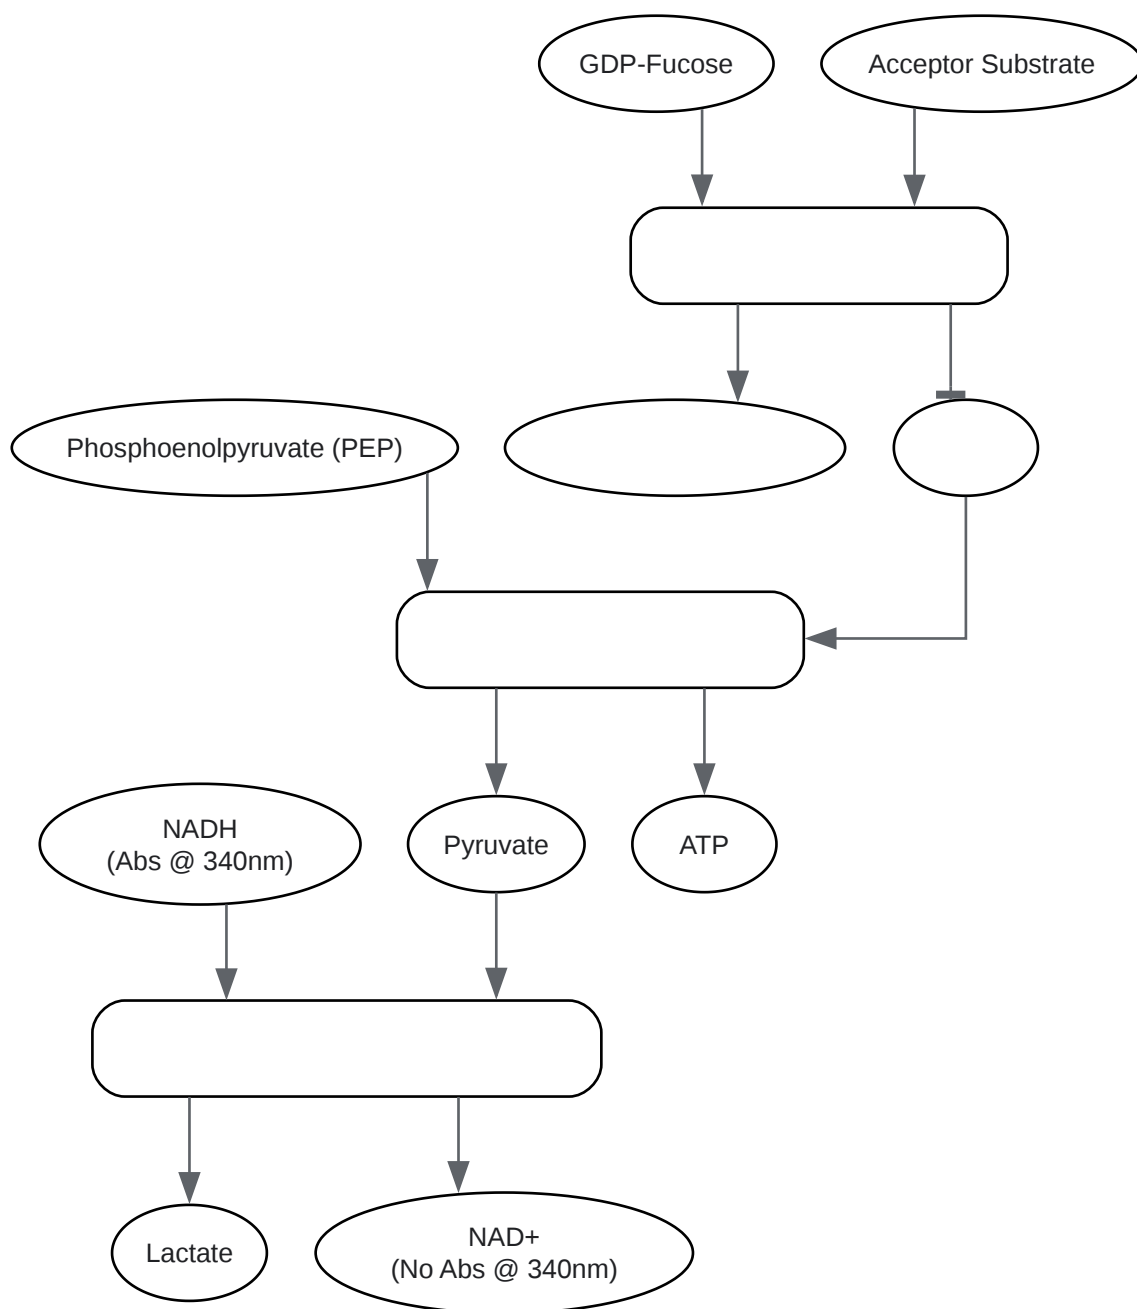 GDP-Fucose
Acceptor Substrate
Phosphoenolpyruvate (PEP)
NADH
(Abs @ 340nm)
Pyruvate
ATP
Lactate
NAD+
(No Abs @ 340nm)